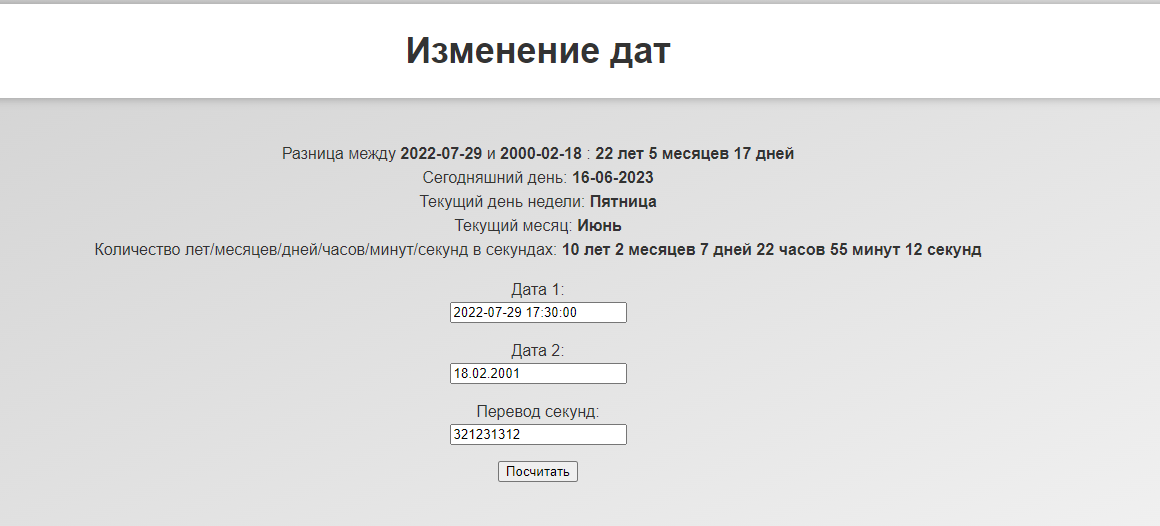 Изменение дат
Разница между 2022-07-29 и 2000-02-18 : 22 лет 5 месяцев 17 дней
Сегодняшний день: 16-06-2023
Текущий день недели: Пятница
Текущий месяц: Июнь
Количество лет/месяцев/дней/часов/минут/секунд в секундах: 10 лет 2 месяцев 7 дней 22 часов 55 минут 12 секунд
Дата 1:
2022-07-29 17:30:00
Дата 2:
18.02.2001
Перевод секунд:
321231312
Посчитать